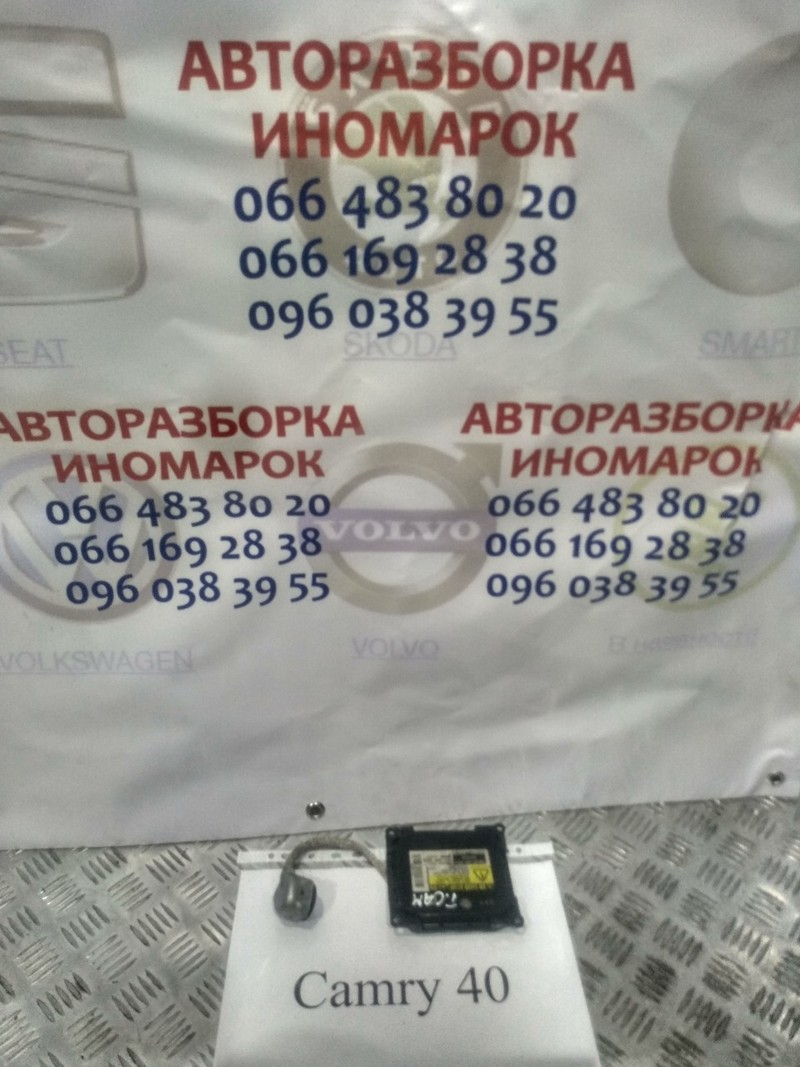 АВТОРАЗБОРКА
ИНОМАРОК
066 483 80 20
066 169 28 38
096 038 39 55
SEAT
SKODA
SMART
АВТОРАЗБОРКА
ИНОМАРОК
066 483 80 20
066 169 28 38
096 038 39 55
VOLKSWAGEN
VOLVO
VOLVO
АВТОРАЗБОРКА
ИНОМАРОК
066 483 80 20
066 169 28 38
096 038 39 55
В наявності
T.CAM
Camry 40